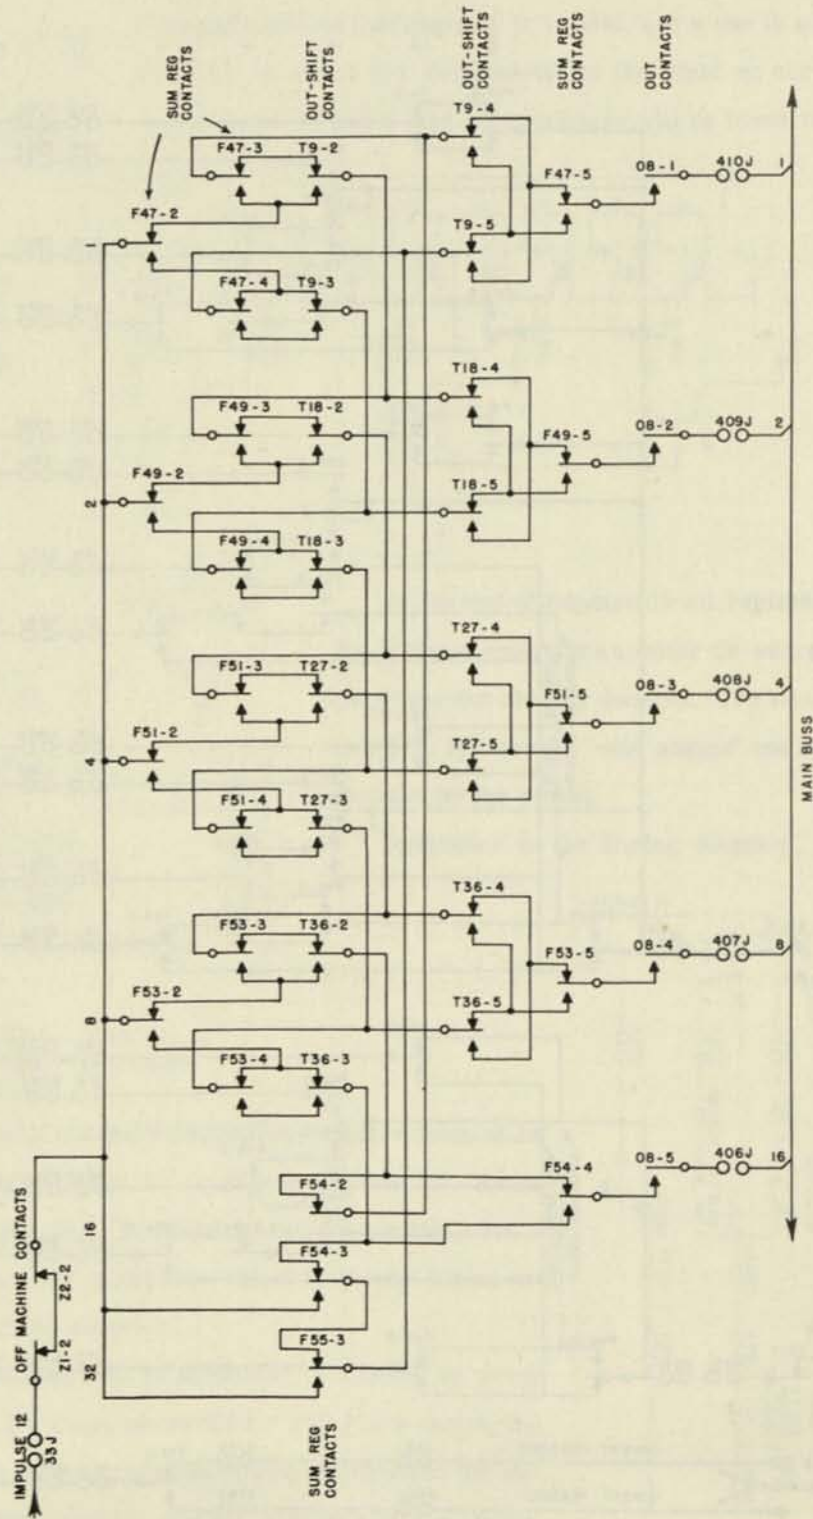 IMPULSE 12
33J
OFF MACHINE CONTACTS
Z1-2
Z2-2
32
16
8
4
2
1
SUM REG
CONTACTS
F53-2
F51-2
F49-2
F47-2
F53-4
F53-3
F51-4
F51-3
F49-4
F49-3
F47-4
F47-3
T36-3
T36-2
T27-3
T27-2
T18-3
T18-2
T9-3
T9-2
OUT-SHIFT
CONTACTS
SUM REG
CONTACTS
F55-3
F54-3
F54-2
T36-5
T36-4
T27-5
T27-4
T18-5
T18-4
T9-5
T9-4
OUT-SHIFT
CONTACTS
F54-4
F53-5
F51-5
F49-5
F47-5
SUM REG
CONTACTS
08-5
08-4
08-3
08-2
08-1
OUT
CONTACTS
406J
407J
408J
409J
410J
16
8
4
2
1
MAIN BUSS